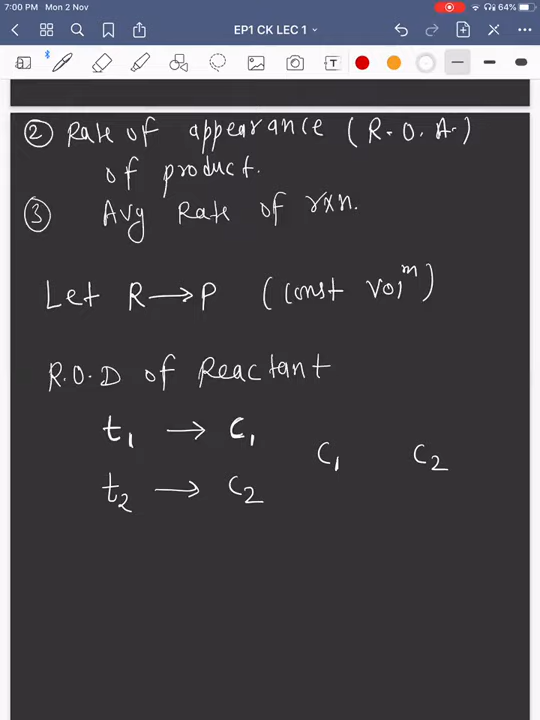 7:00 PM Mon 2 Nov 64%
EP1 CK LEC 1
T
② Rate of appearance (R.O.A.)
of product.
③ Avg Rate of rxn.
Let R → P (const volᵐ)
R.O.D of Reactant
t₁ → C₁
C₁ C₂
t₂ → C₂